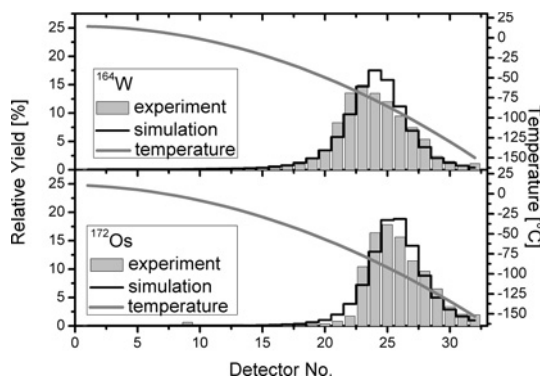 Relative Yield [%]
Temperature [°C]
25
20
15
10
5
0
25
0
-25
-50
-75
-100
-125
-150
¹⁶⁴W
experiment
simulation
temperature
25
20
15
10
5
0
25
0
-25
-50
-75
-100
-125
-150
¹⁷²Os
experiment
simulation
temperature
0 5 10 15 20 25 30
Detector No.